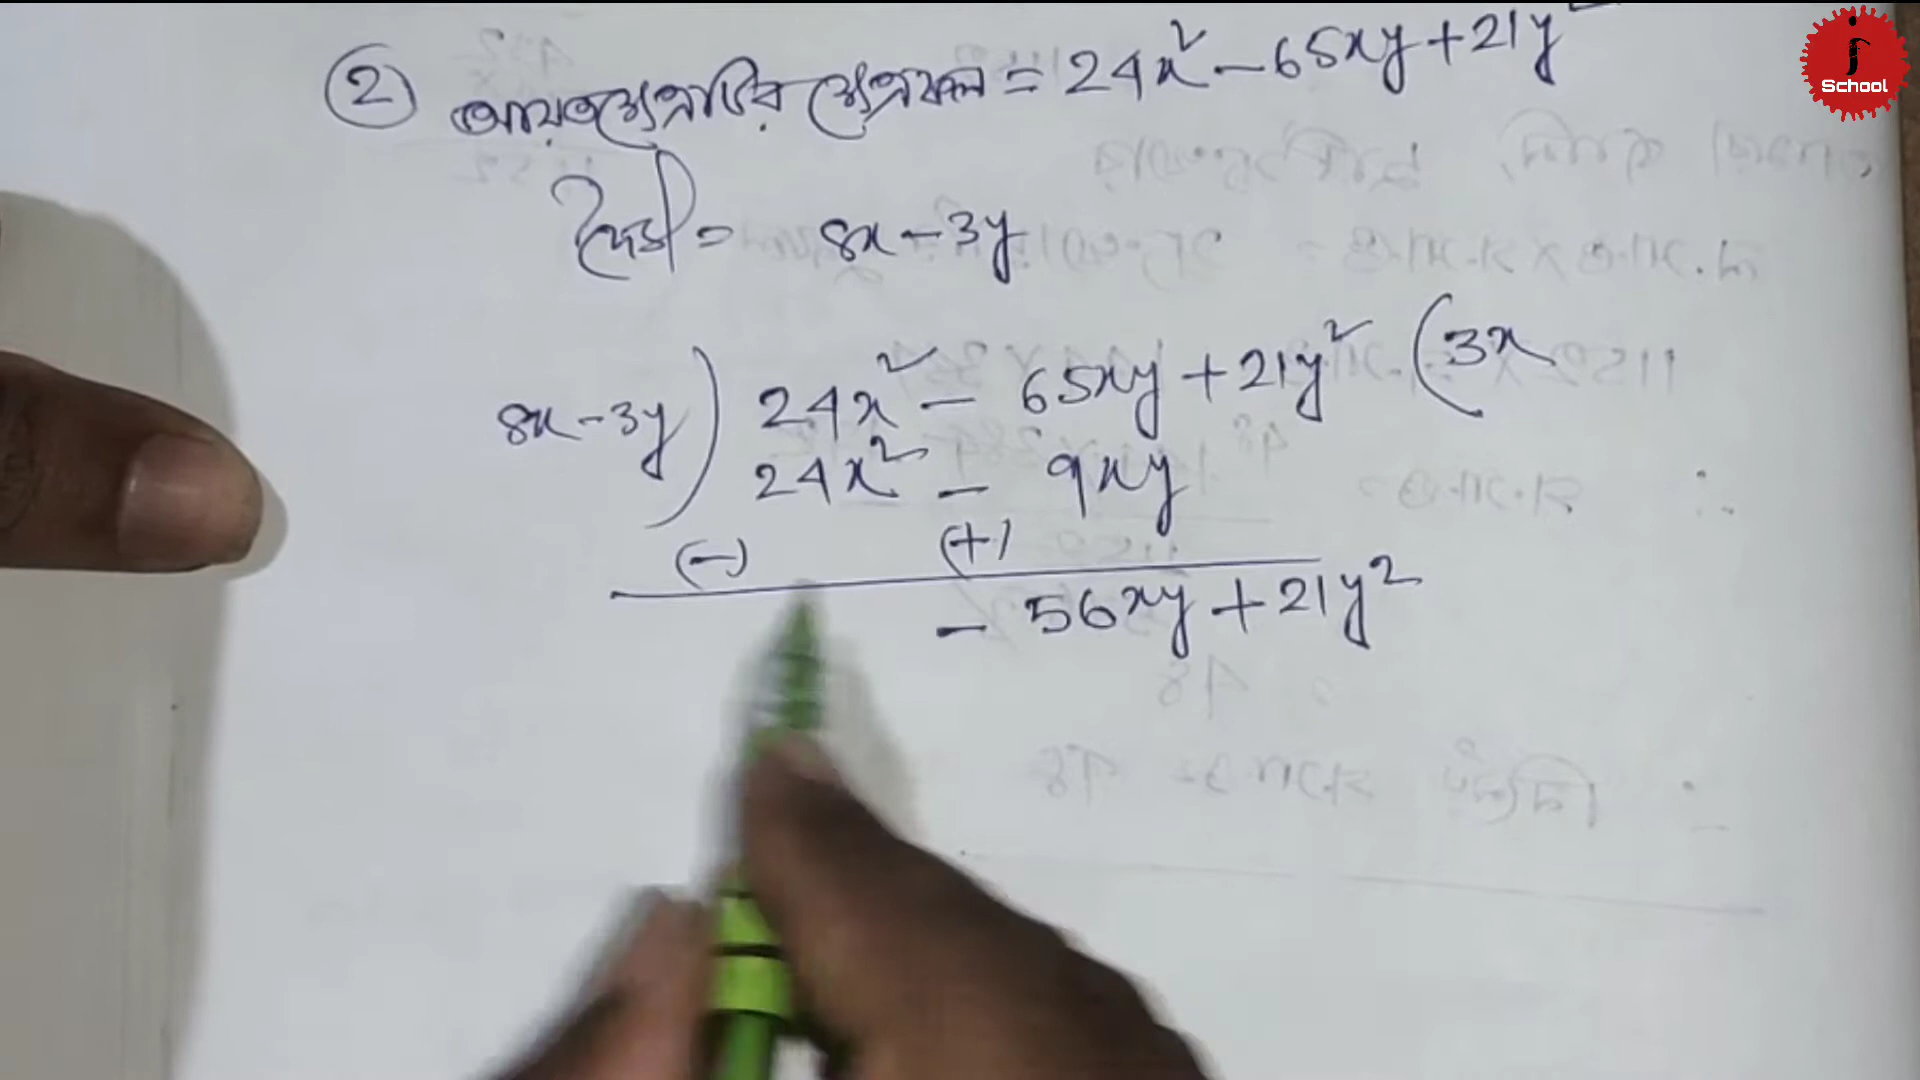 ② আয়তক্ষেত্রটির ক্ষেত্রফল = 24x² - 65xy + 21y²
দৈর্ঘ্য = 8x - 3y
8x - 3y ) 24x² - 65xy + 21y² ( 3x
24x² - 9xy
(-) (+)
- 56xy + 21y²
School